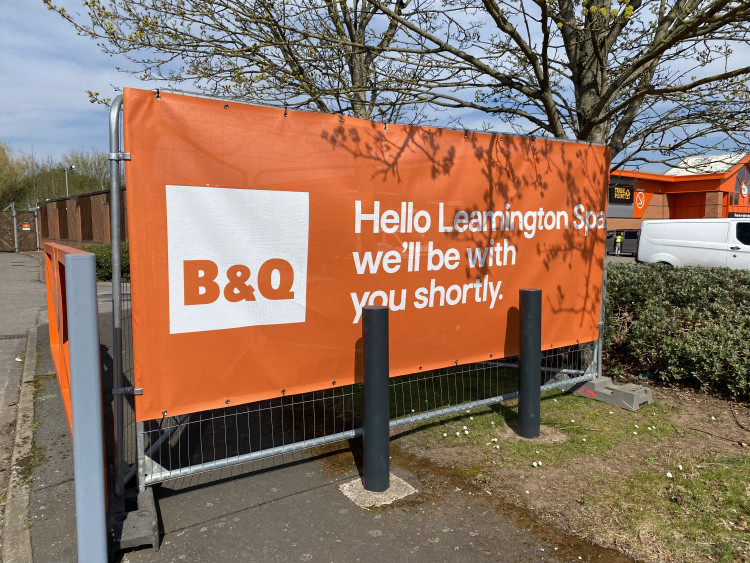 B&Q
Hello Leamington Spa
we'll be with
you shortly.